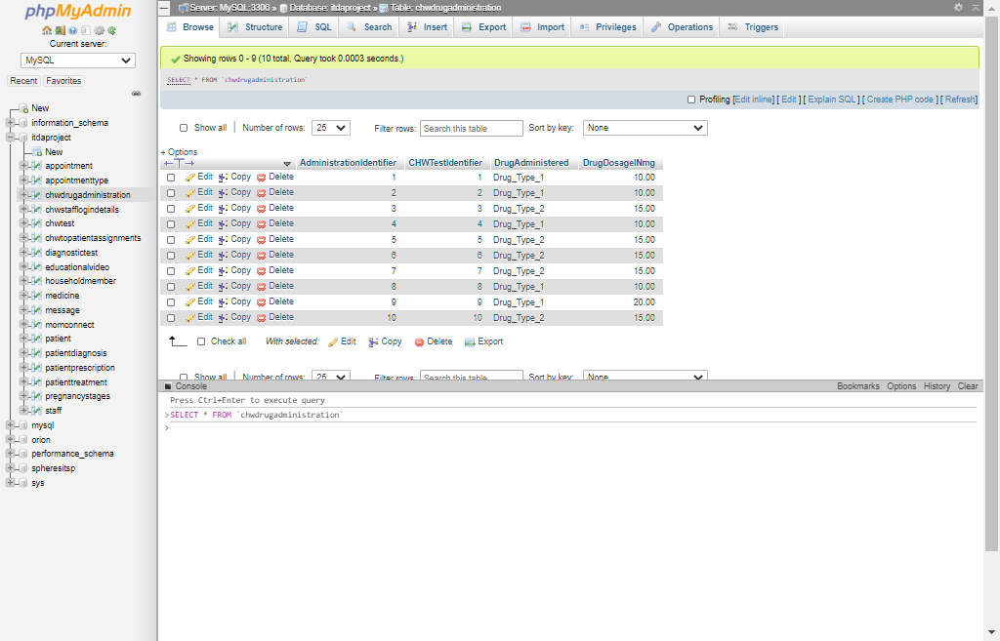 phpMyAdmin
Current server:
MySQL
Recent Favorites
New
information_schema
itdaproject
New
appointment
appointmenttype
chwdrugadministration
chwstafflogindetails
chwtest
chwtopatientassignments
diagnostictest
educationalvideo
householdmember
medicine
message
momconnect
patient
patientdiagnosis
patientprescription
patienttreatment
pregnancystages
staff
mysql
orion
performance_schema
spheresitsp
sys
Server: MySQL:3308 » Database: itdaproject » Table: chwdrugadministration
Browse Structure SQL Search Insert Export Import Privileges Operations Triggers
Showing rows 0 - 9 (10 total, Query took 0.0003 seconds.)
SELECT * FROM `chwdrugadministration`
Profiling [Edit inline] [ Edit ] [ Explain SQL ] [ Create PHP code ] [ Refresh]
Show all | Number of rows: 25 Filter rows: Search this table Sort by key: None
+ Options
←T→ AdministrationIdentifier CHWTestIdentifier DrugAdministered DrugDosageINmg
Edit Copy Delete 1 1 Drug_Type_1 10.00
Edit Copy Delete 2 2 Drug_Type_1 10.00
Edit Copy Delete 3 3 Drug_Type_2 15.00
Edit Copy Delete 4 4 Drug_Type_1 10.00
Edit Copy Delete 5 5 Drug_Type_2 15.00
Edit Copy Delete 6 6 Drug_Type_2 15.00
Edit Copy Delete 7 7 Drug_Type_2 15.00
Edit Copy Delete 8 8 Drug_Type_1 10.00
Edit Copy Delete 9 9 Drug_Type_1 20.00
Edit Copy Delete 10 10 Drug_Type_2 15.00
Check all With selected: Edit Copy Delete Export
Show all | Number of rows: 25 Filter rows: Search this table Sort by key: None
Console Bookmarks Options History Clear
Press Ctrl+Enter to execute query
>SELECT * FROM `chwdrugadministration`
>